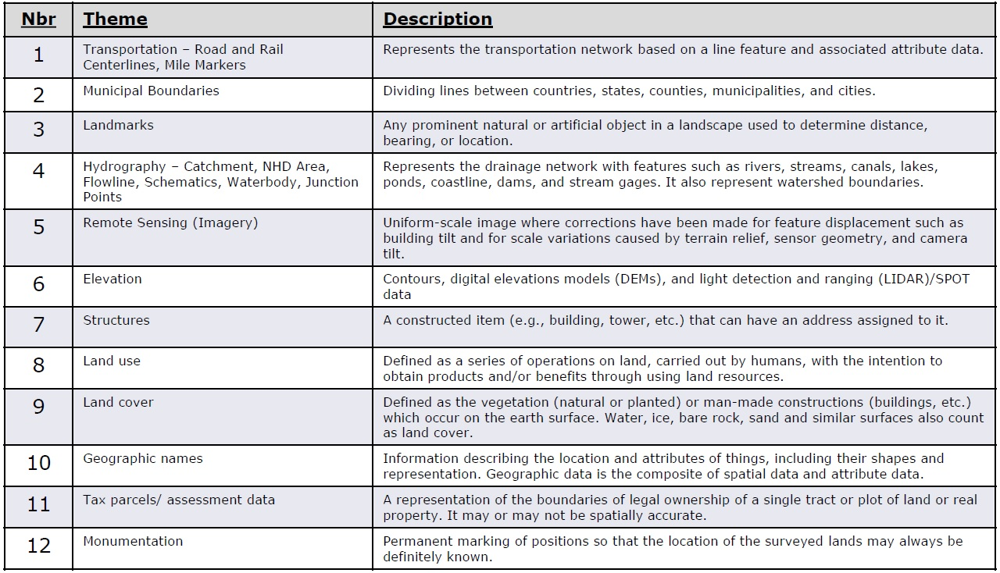 Nbr Theme Description
1 Transportation – Road and Rail Represents the transportation network based on a line feature and associated attribute data.
Centerlines, Mile Markers
2 Municipal Boundaries Dividing lines between countries, states, counties, municipalities, and cities.
3 Landmarks Any prominent natural or artificial object in a landscape used to determine distance,
bearing, or location.
4 Hydrography – Catchment, NHD Area, Represents the drainage network with features such as rivers, streams, canals, lakes,
Flowline, Schematics, Waterbody, Junction ponds, coastline, dams, and stream gages. It also represent watershed boundaries.
Points
5 Remote Sensing (Imagery) Uniform-scale image where corrections have been made for feature displacement such as
building tilt and for scale variations caused by terrain relief, sensor geometry, and camera
tilt.
6 Elevation Contours, digital elevations models (DEMs), and light detection and ranging (LIDAR)/SPOT
data
7 Structures A constructed item (e.g., building, tower, etc.) that can have an address assigned to it.
8 Land use Defined as a series of operations on land, carried out by humans, with the intention to
obtain products and/or benefits through using land resources.
9 Land cover Defined as the vegetation (natural or planted) or man-made constructions (buildings, etc.)
which occur on the earth surface. Water, ice, bare rock, sand and similar surfaces also count
as land cover.
10 Geographic names Information describing the location and attributes of things, including their shapes and
representation. Geographic data is the composite of spatial data and attribute data.
11 Tax parcels/ assessment data A representation of the boundaries of legal ownership of a single tract or plot of land or real
property. It may or may not be spatially accurate.
12 Monumentation Permanent marking of positions so that the location of the surveyed lands may always be
definitely known.